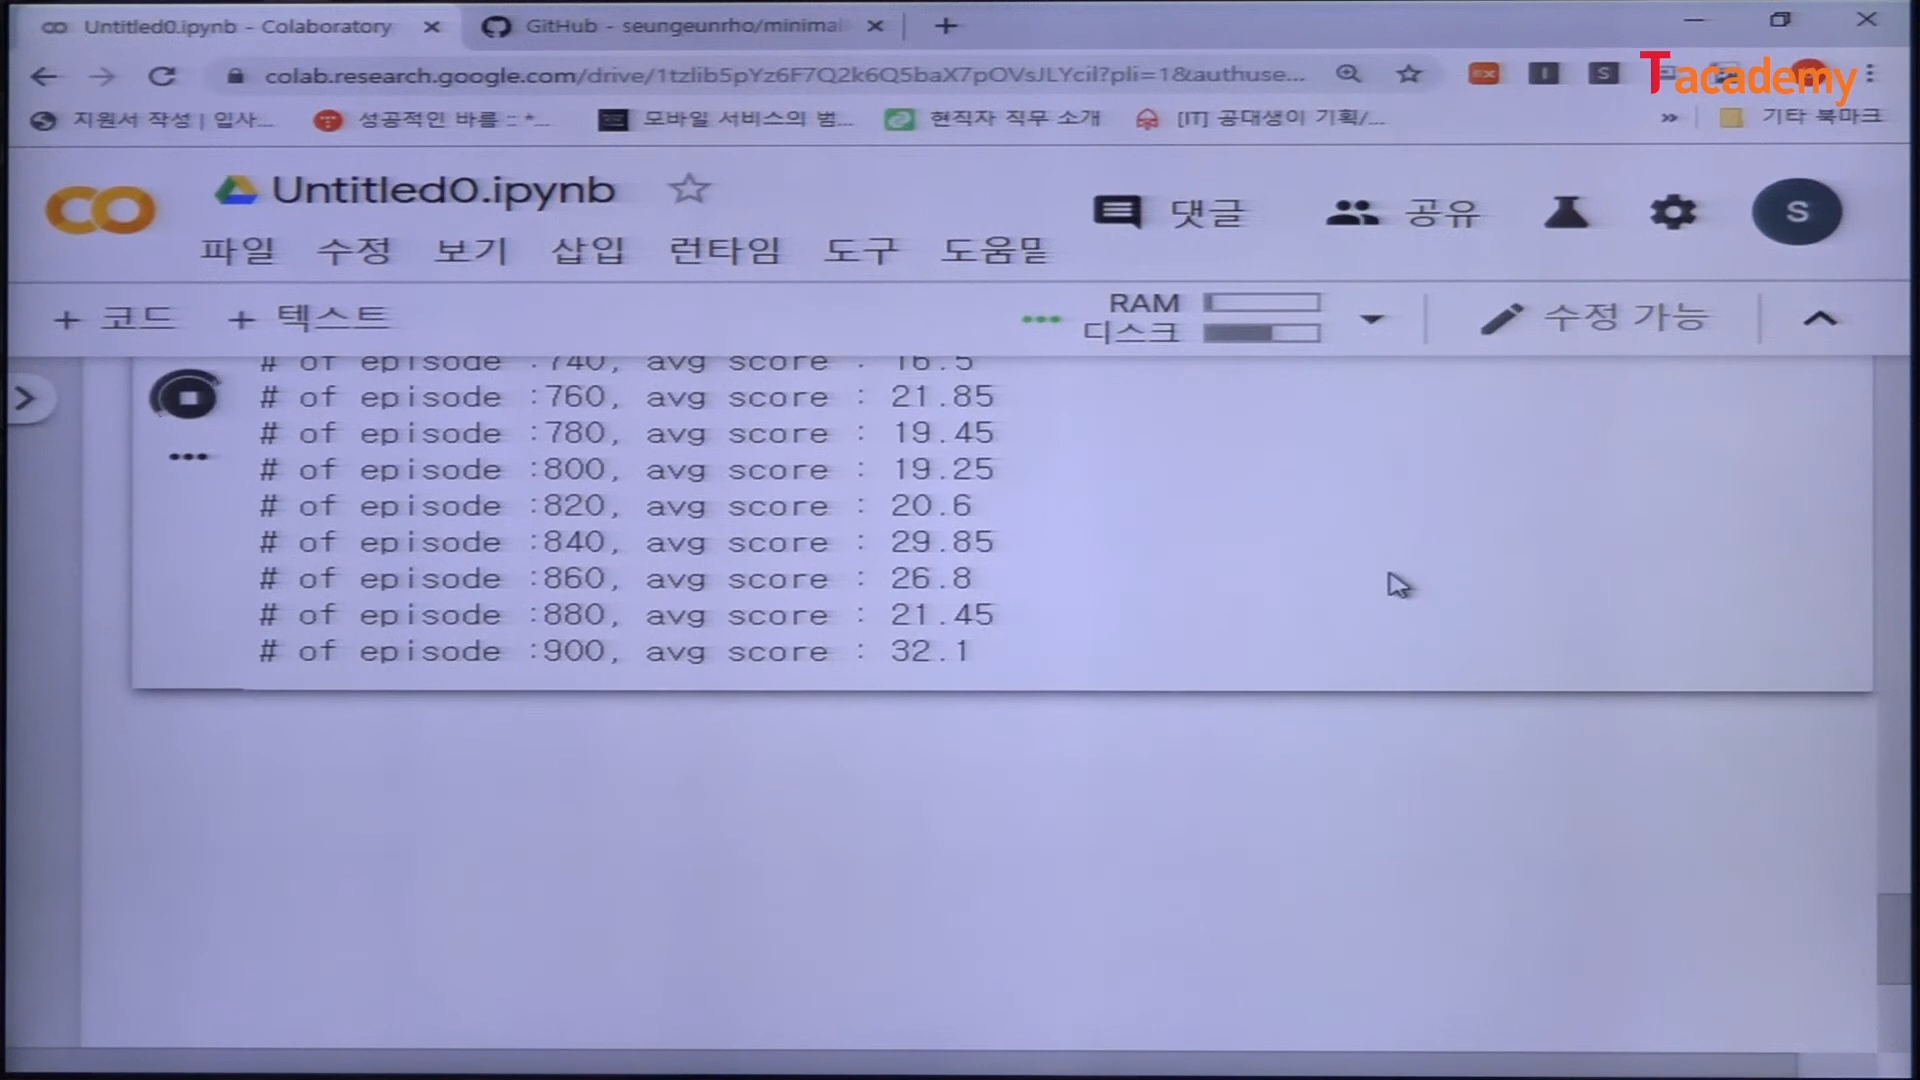 Untitled0.ipynb - Colaboratory
GitHub - seungeunrho/minimal
colab.research.google.com/drive/1tzlib5pYz6F7Q2k6Q5baX7pOVsJLYcil?pli=1&authuse...
Tacademy
지원서 작성 | 입사...
성공적인 바름 :: *...
모바일 서비스의 범...
현직자 직무 소개
[IT] 공대생이 기획/...
기타 북마크
Untitled0.ipynb
댓글
공유
S
파일 수정 보기 삽입 런타임 도구 도움말
+ 코드 + 텍스트
RAM
디스크
수정 가능
# of episode :740, avg score : 16.5
# of episode :760, avg score : 21.85
# of episode :780, avg score : 19.45
# of episode :800, avg score : 19.25
# of episode :820, avg score : 20.6
# of episode :840, avg score : 29.85
# of episode :860, avg score : 26.8
# of episode :880, avg score : 21.45
# of episode :900, avg score : 32.1